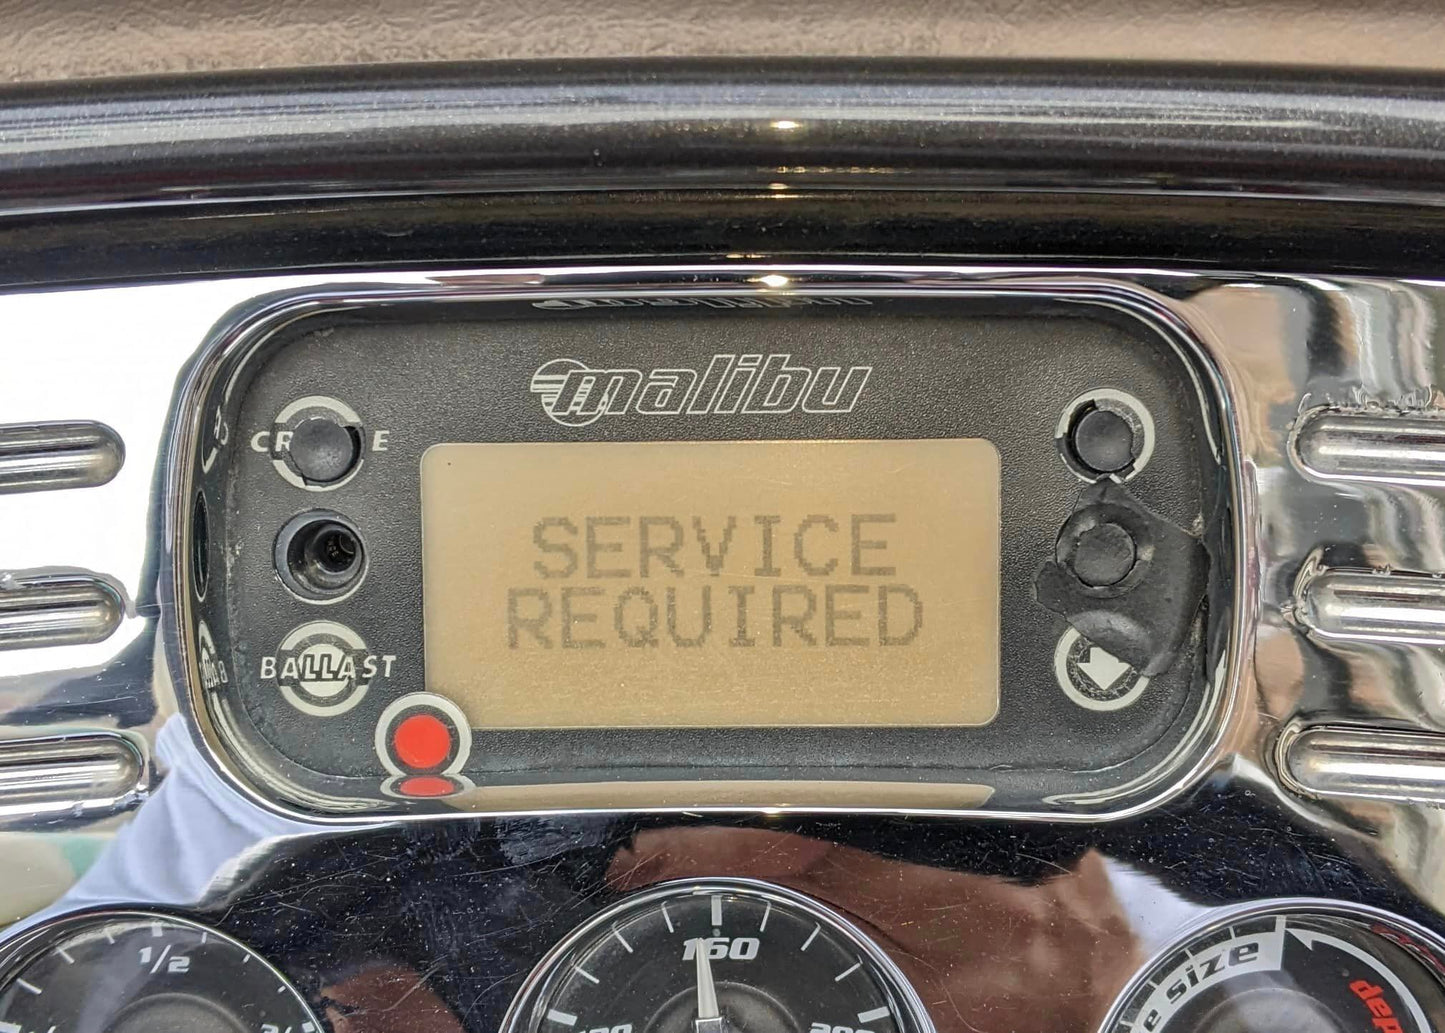 malibu
CRUISE
SERVICE
REQUIRED
BALLAST
1/2
160
e size